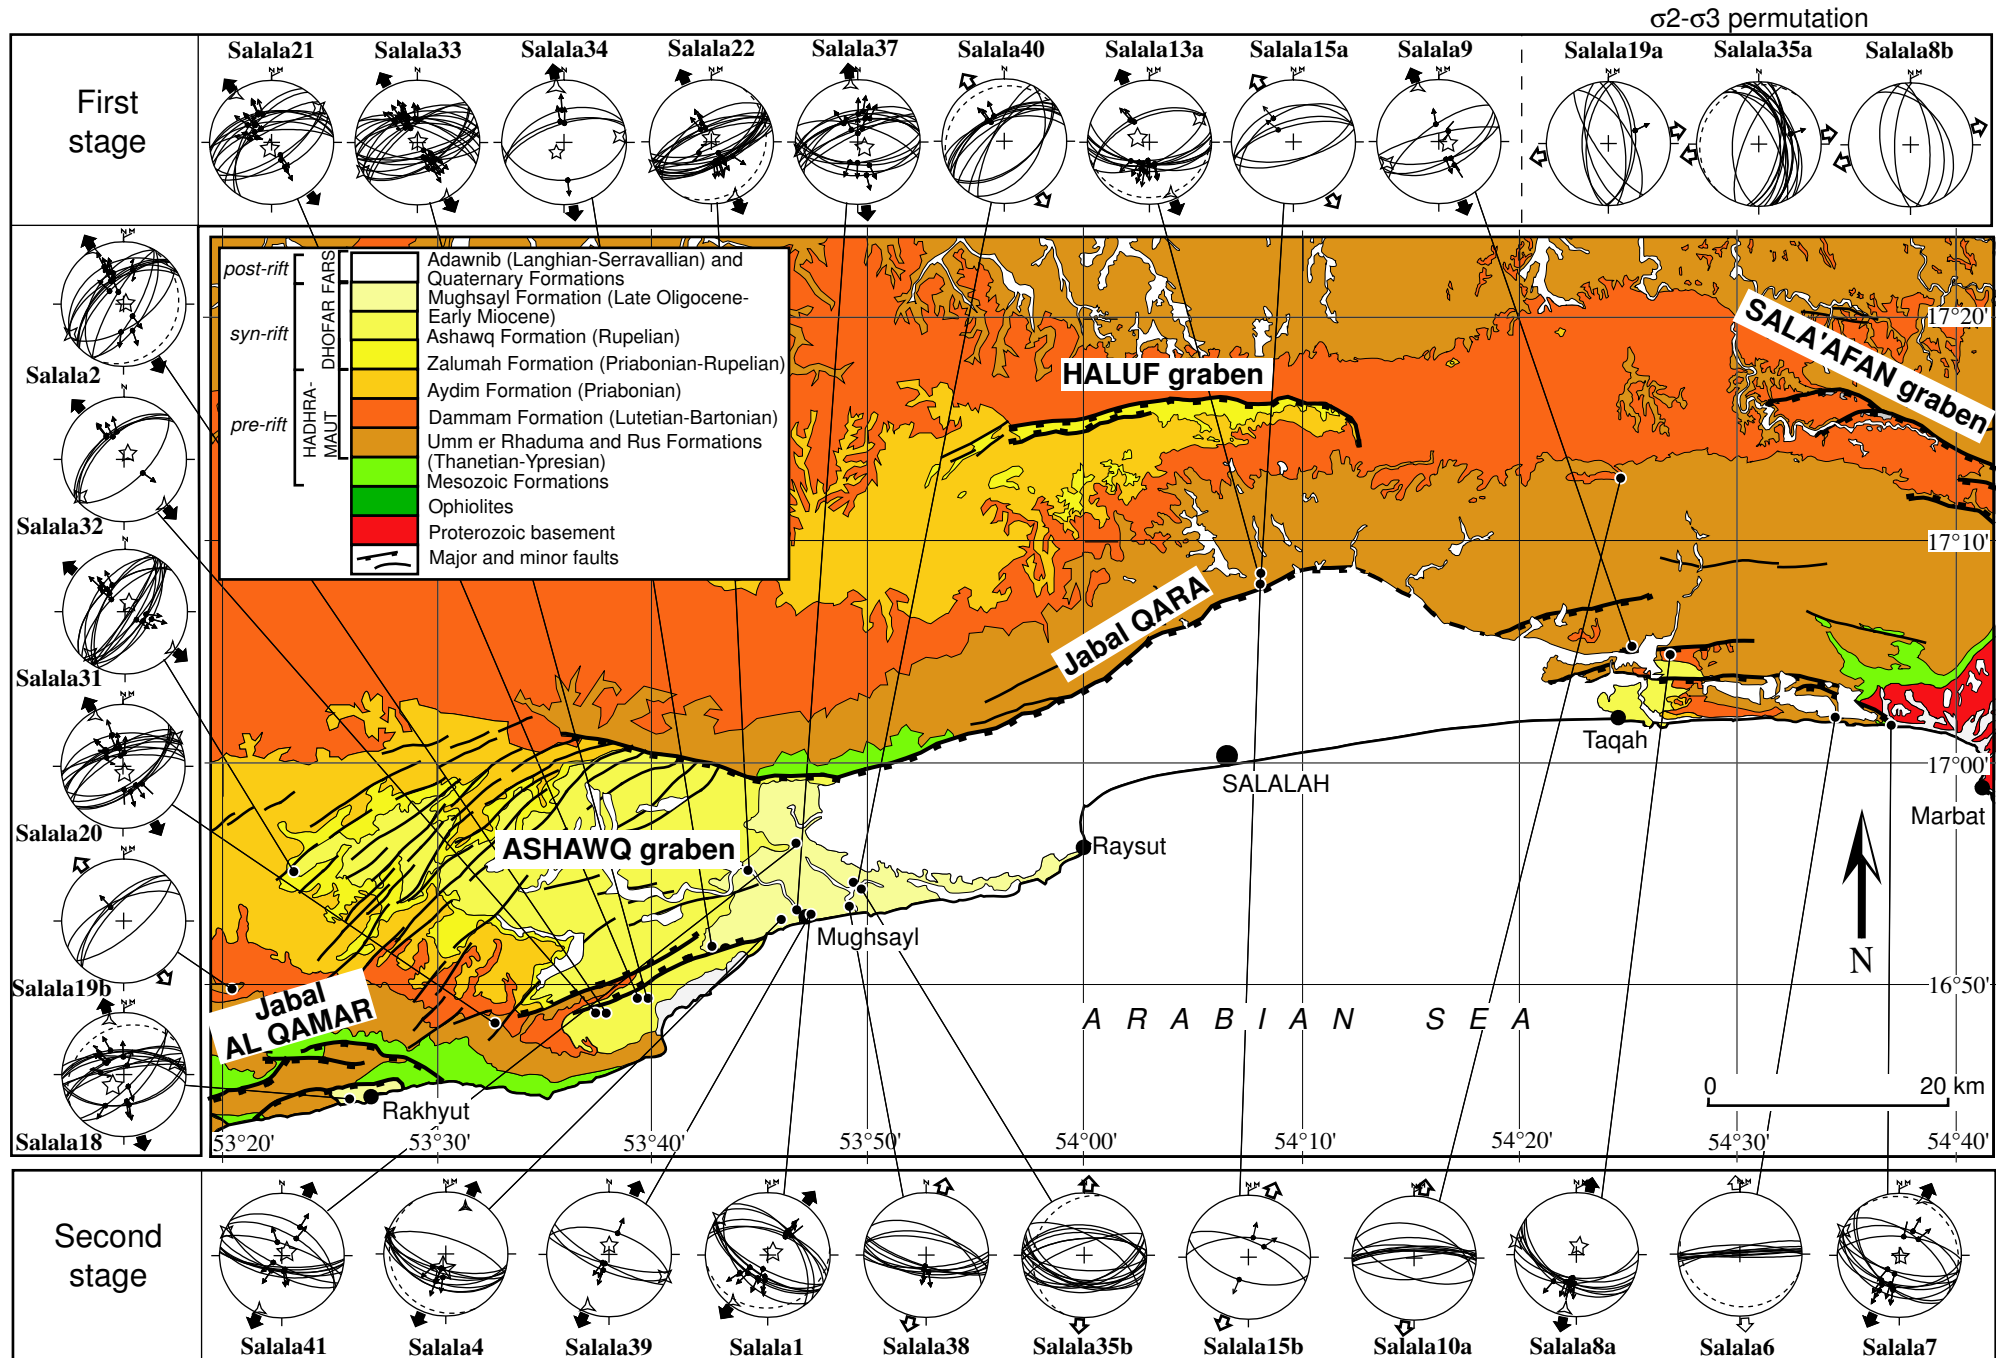 σ2-σ3 permutation
First
stage
Salala21
Salala33
Salala34
Salala22
Salala37
Salala40
Salala13a
Salala15a
Salala9
Salala19a
Salala35a
Salala8b
Salala2
Salala32
Salala31
Salala20
Salala19b
Salala18
post-rift
syn-rift
pre-rift
DHOFAR FARS
HADHRA-
MAUT
Adawnib (Langhian-Serravallian) and
Quaternary Formations
Mughsayl Formation (Late Oligocene-
Early Miocene)
Ashawq Formation (Rupelian)
Zalumah Formation (Priabonian-Rupelian)
Aydim Formation (Priabonian)
Dammam Formation (Lutetian-Bartonian)
Umm er Rhaduma and Rus Formations
(Thanetian-Ypresian)
Mesozoic Formations
Ophiolites
Proterozoic basement
Major and minor faults
HALUF graben
SALA'AFAN graben
Jabal QARA
ASHAWQ graben
Jabal
AL QAMAR
Taqah
SALALAH
Marbat
Raysut
Mughsayl
Rakhyut
ARABIAN SEA
N
0 20 km
17°20'
17°10'
17°00'
16°50'
53°20'
53°30'
53°40'
53°50'
54°00'
54°10'
54°20'
54°30'
54°40'
Second
stage
Salala41
Salala4
Salala39
Salala1
Salala38
Salala35b
Salala15b
Salala10a
Salala8a
Salala6
Salala7